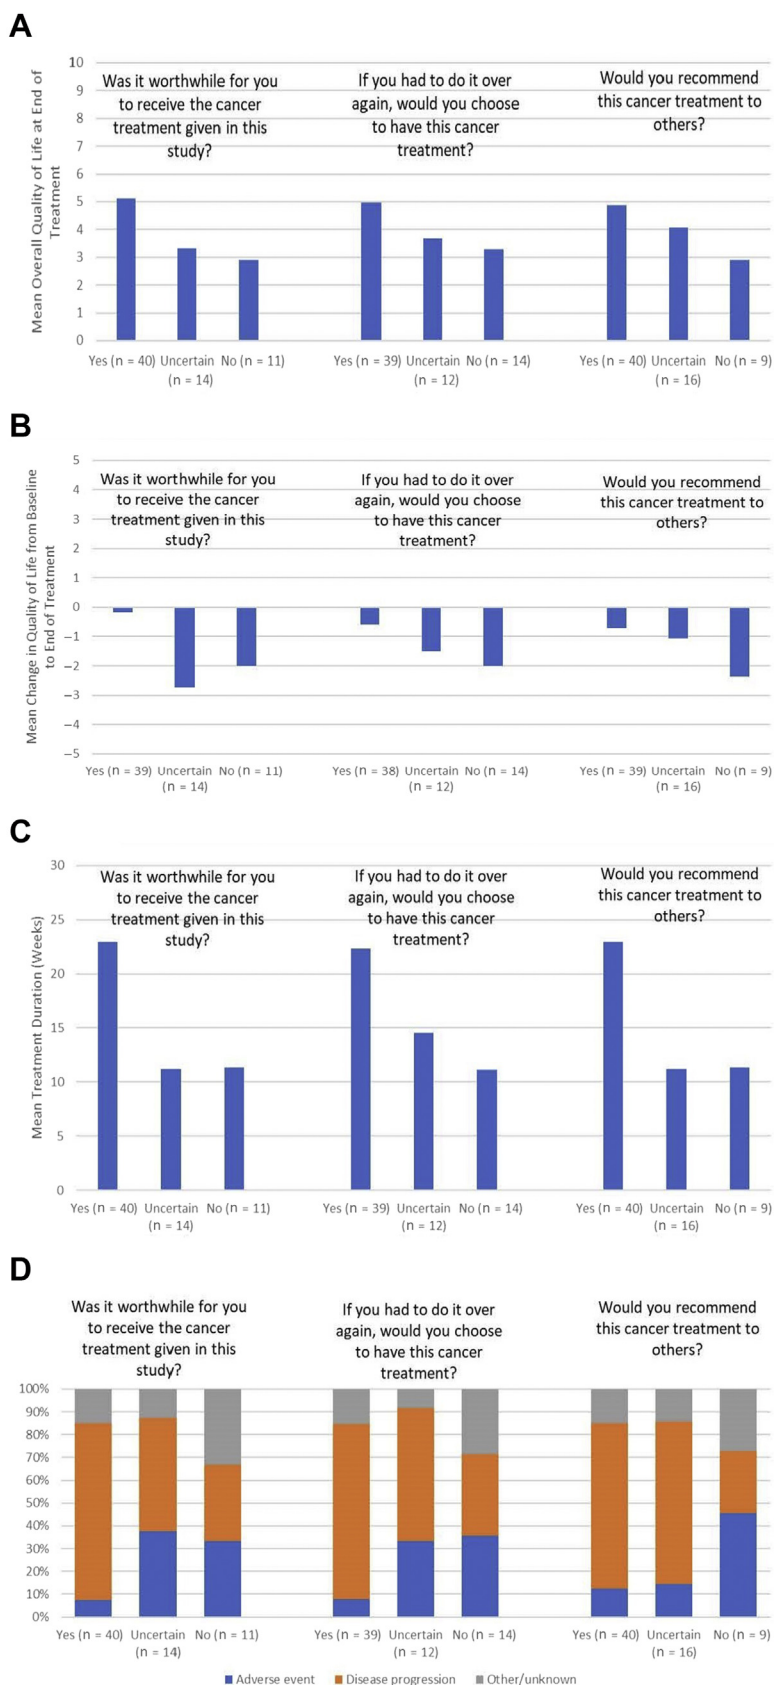 A
Mean Overall Quality of Life at End of
Treatment
10
9
8
7
6
5
4
3
2
1
0
Was it worthwhile for you
to receive the cancer
treatment given in this
study?
If you had to do it over
again, would you choose
to have this cancer
treatment?
Would you recommend
this cancer treatment to
others?
Yes (n = 40) Uncertain No (n = 11)
(n = 14)
Yes (n = 39) Uncertain No (n = 14)
(n = 12)
Yes (n = 40) Uncertain No (n = 9)
(n = 16)
B
Mean Change in Quality of Life from Baseline
to End of Treatment
5
4
3
2
1
0
−1
−2
−3
−4
−5
Was it worthwhile for you
to receive the cancer
treatment given in this
study?
If you had to do it over
again, would you choose
to have this cancer
treatment?
Would you recommend
this cancer treatment to
others?
Yes (n = 39) Uncertain No (n = 11)
(n = 14)
Yes (n = 38) Uncertain No (n = 14)
(n = 12)
Yes (n = 39) Uncertain No (n = 9)
(n = 16)
C
Mean Treatment Duration (Weeks)
30
25
20
15
10
5
0
Was it worthwhile for you
to receive the cancer
treatment given in this
study?
If you had to do it over
again, would you choose
to have this cancer
treatment?
Would you recommend
this cancer treatment to
others?
Yes (n = 40) Uncertain No (n = 11)
(n = 14)
Yes (n = 39) Uncertain No (n = 14)
(n = 12)
Yes (n = 40) Uncertain No (n = 9)
(n = 16)
D
Was it worthwhile for you
to receive the cancer
treatment given in this
study?
If you had to do it over
again, would you choose
to have this cancer
treatment?
Would you recommend
this cancer treatment to
others?
100%
90%
80%
70%
60%
50%
40%
30%
20%
10%
0%
Yes (n = 40) Uncertain No (n = 11)
(n = 14)
Yes (n = 39) Uncertain No (n = 14)
(n = 12)
Yes (n = 40) Uncertain No (n = 9)
(n = 16)
Adverse event Disease progression Other/unknown